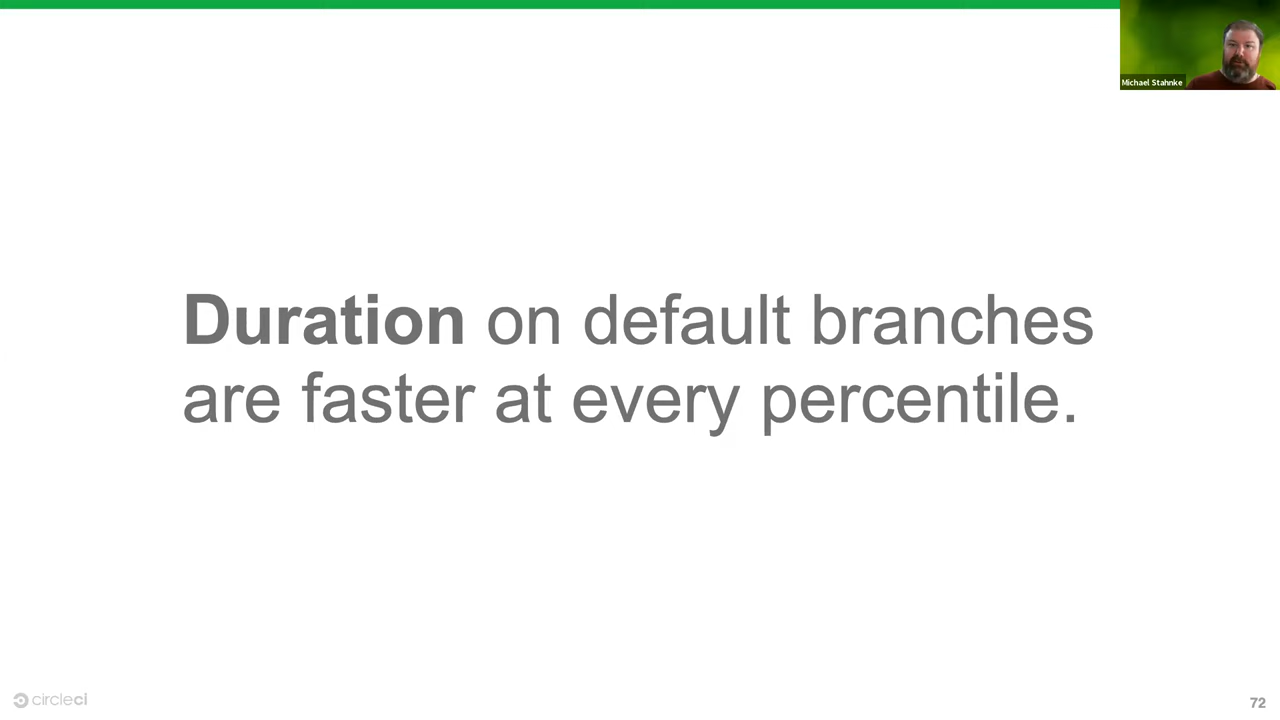 Michael Stahnke
Duration on default branches
are faster at every percentile.
circleci
72